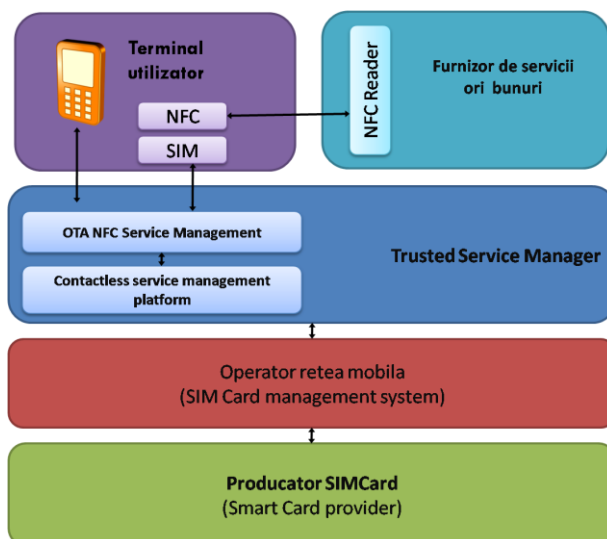 Terminal
utilizator
NFC
SIM
NFC Reader
Furnizor de servicii
ori bunuri
OTA NFC Service Management
Contactless service management
platform
Trusted Service Manager
Operator retea mobila
(SIM Card management system)
Producator SIMCard
(Smart Card provider)